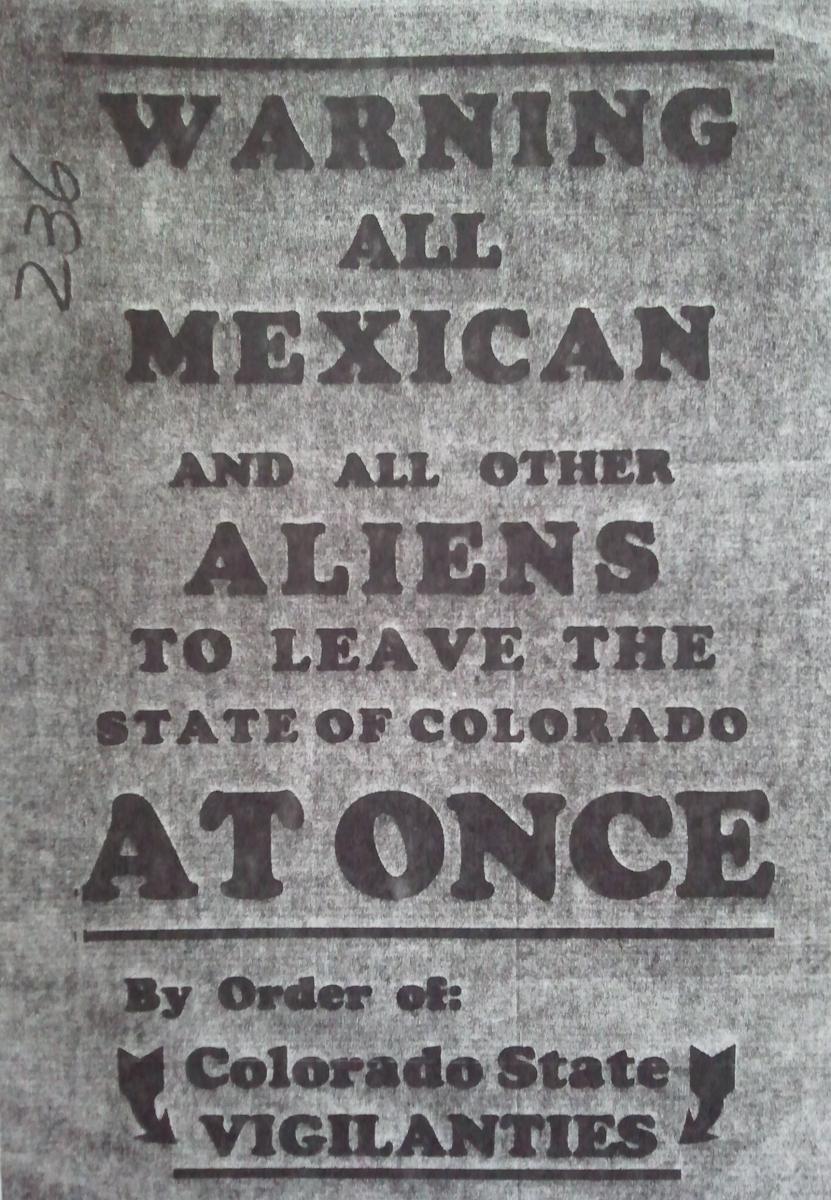 WARNING
236
ALL
MEXICAN
AND ALL OTHER
ALIENS
TO LEAVE THE
STATE OF COLORADO
AT ONCE
By Order of:
Colorado State
VIGILANTIES